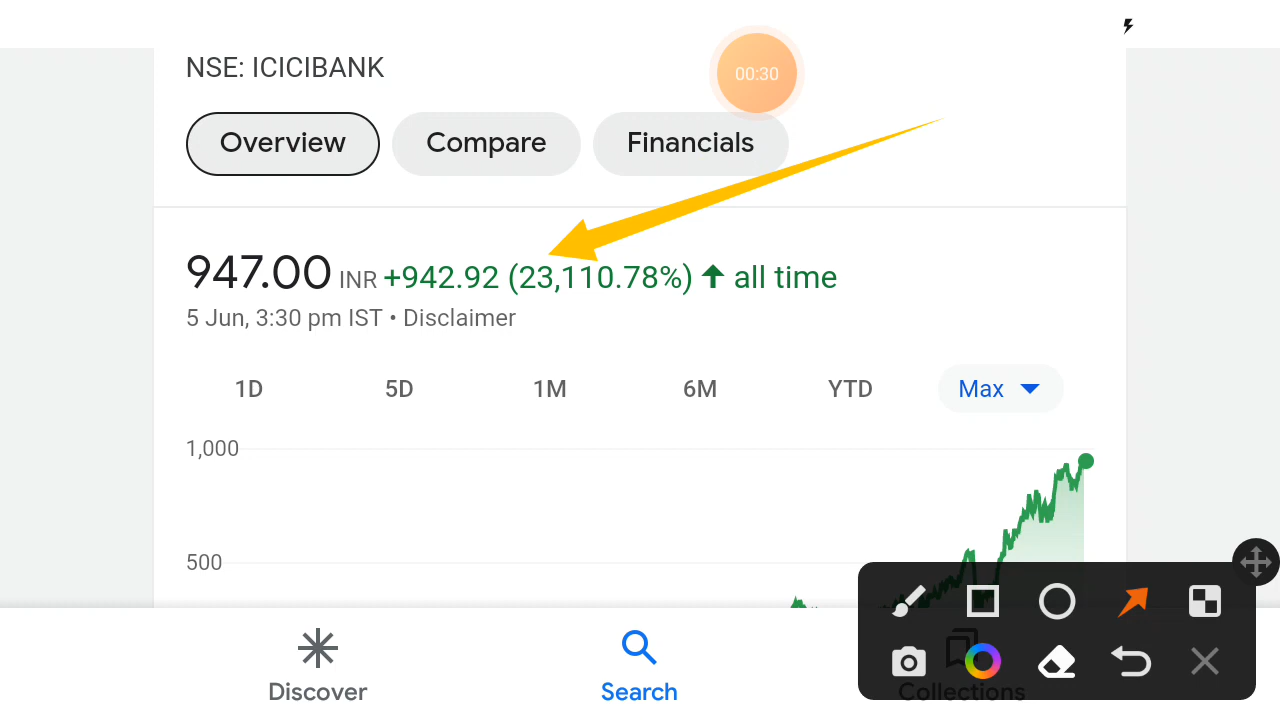 NSE: ICICIBANK
00:30
Overview Compare Financials
947.00 INR +942.92 (23,110.78%) ↑ all time
5 Jun, 3:30 pm IST • Disclaimer
1D 5D 1M 6M YTD Max
1,000
500
Discover Search Collections